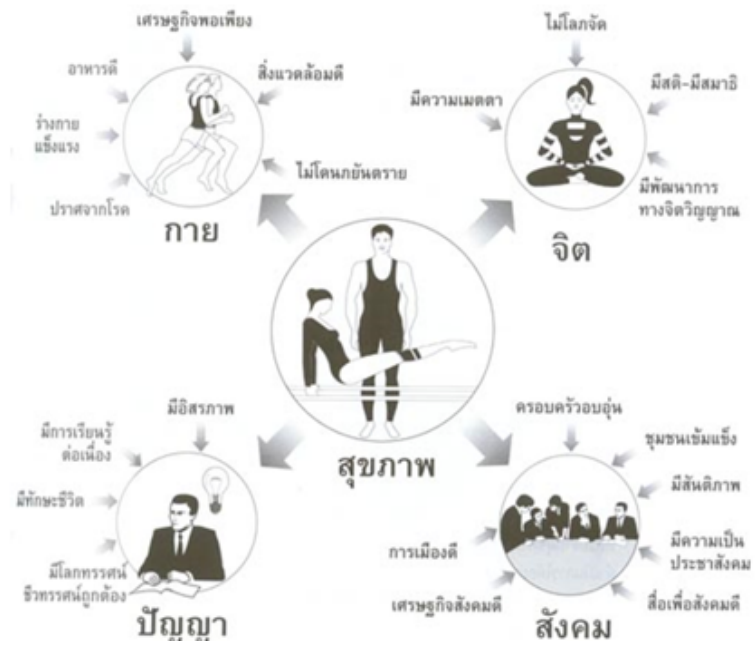 เศรษฐกิจพอเพียง
อาหารดี
สิ่งแวดล้อมดี
ร่างกาย
แข็งแรง
ไม่โดนภยันตราย
ปราศจากโรค
กาย
ไม่โลภจัด
มีสติ-มีสมาธิ
มีความเมตตา
มีพัฒนาการ
ทางจิตวิญญาณ
จิต
สุขภาพ
มีอิสรภาพ
มีการเรียนรู้
ต่อเนื่อง
มีทักษะชีวิต
มีโลกทรรศน์
ชีวทรรศน์ถูกต้อง
ปัญญา
ครอบครัวอบอุ่น
ชุมชนเข้มแข็ง
มีสันติภาพ
การเมืองดี
มีความเป็น
ประชาสังคม
เศรษฐกิจสังคมดี
สื่อเพื่อสังคมดี
สังคม